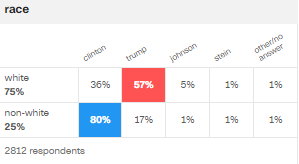 race
clinton trump johnson stein other/no answer
white 36% 57% 5% 1% 1%
75%
non-white 80% 17% 1% 1% 1%
25%
2812 respondents